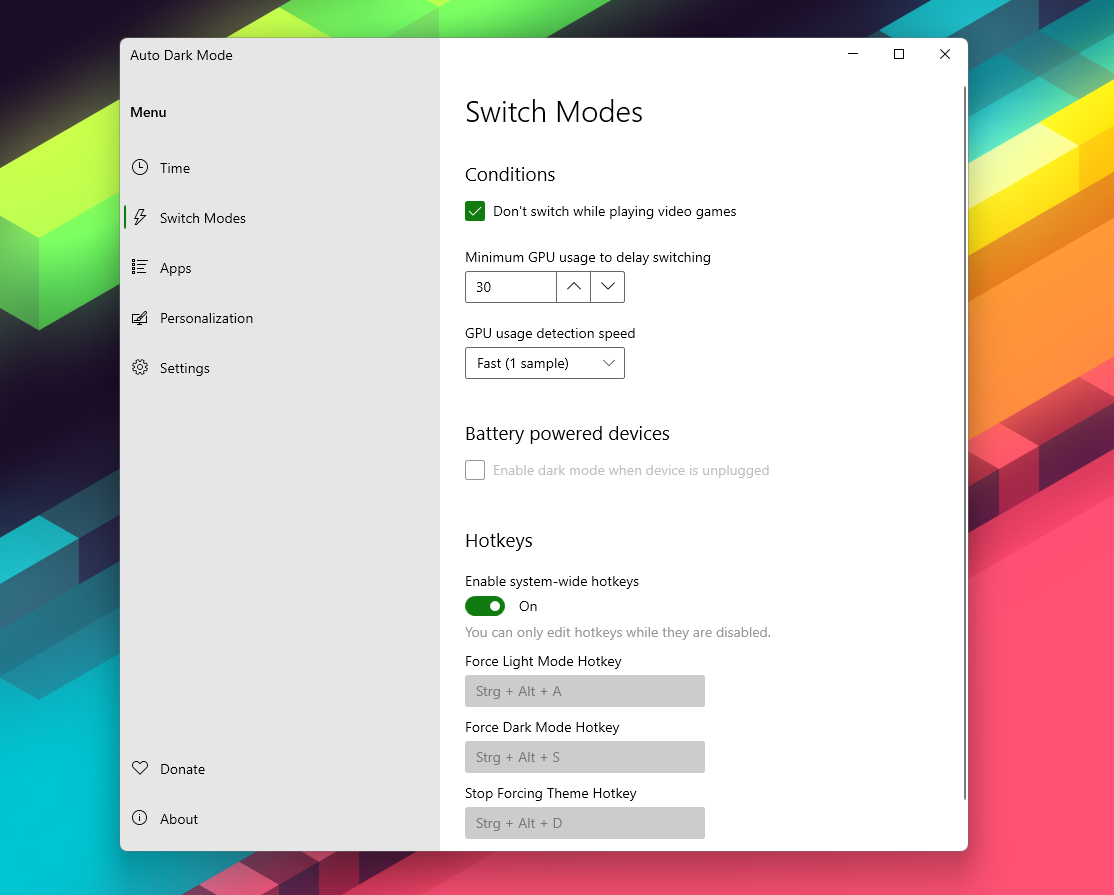 Auto Dark Mode
Menu
Time
Switch Modes
Apps
Personalization
Settings
Donate
About
Switch Modes
Conditions
Don't switch while playing video games
Minimum GPU usage to delay switching
30
GPU usage detection speed
Fast (1 sample)
Battery powered devices
Enable dark mode when device is unplugged
Hotkeys
Enable system-wide hotkeys
On
You can only edit hotkeys while they are disabled.
Force Light Mode Hotkey
Strg + Alt + A
Force Dark Mode Hotkey
Strg + Alt + S
Stop Forcing Theme Hotkey
Strg + Alt + D